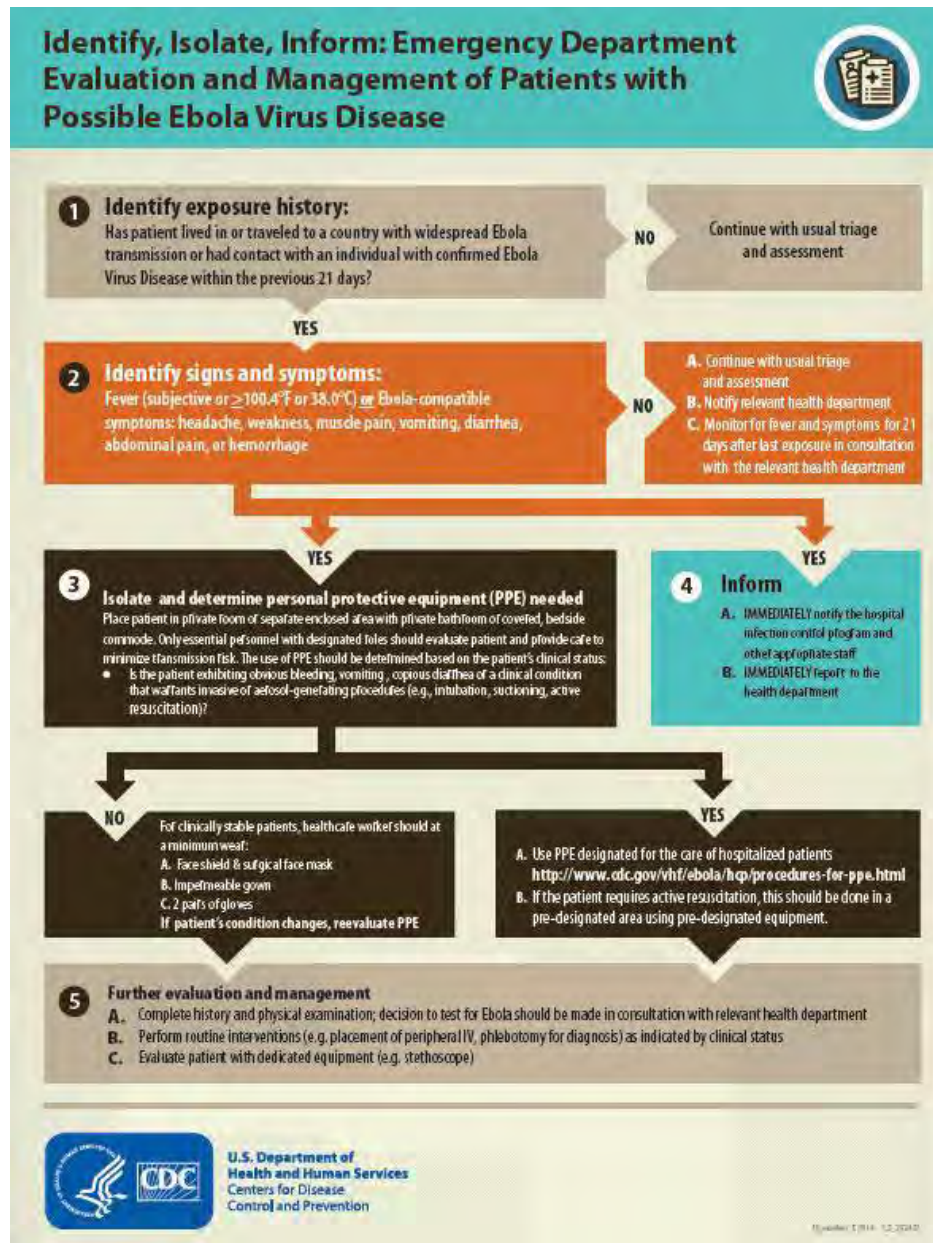 Identify, Isolate, Inform: Emergency Department
Evaluation and Management of Patients with
Possible Ebola Virus Disease
1 Identify exposure history:
Has patient lived in or traveled to a country with widespread Ebola
transmission or had contact with an individual with confirmed Ebola
Virus Disease within the previous 21 days?
NO
Continue with usual triage
and assessment
YES
2 Identify signs and symptoms:
Fever (subjective or ≥100.4°F or 38.0°C) or Ebola-compatible
symptoms: headache, weakness, muscle pain, vomiting, diarrhea,
abdominal pain, or hemorrhage
NO
A. Continue with usual triage
and assessment
B. Notify relevant health department
C. Monitor for fever and symptoms for 21
days after last exposure in consultation
with the relevant health department
YES
3 Isolate and determine personal protective equipment (PPE) needed
Place patient in private room or separate enclosed area with private bathroom or covered, bedside
commode. Only essential personnel with designated roles should evaluate patient and provide care to
minimize transmission risk. The use of PPE should be determined based on the patient's clinical status:
• Is the patient exhibiting obvious bleeding, vomiting , copious diarrhea or a clinical condition
that warrants invasive or aerosol-generating procedures (e.g., intubation, suctioning, active
resuscitation)?
YES
4 Inform
A. IMMEDIATELY notify the hospital
infection control program and
other appropriate staff
B. IMMEDIATELY report to the
health department
NO
For clinically stable patients, healthcare worker should at
a minimum wear:
A. Face shield & surgical face mask
B. Impermeable gown
C. 2 pairs of gloves
If patient's condition changes, reevaluate PPE
YES
A. Use PPE designated for the care of hospitalized patients
http://www.cdc.gov/vhf/ebola/hcp/procedures-for-ppe.html
B. If the patient requires active resuscitation, this should be done in a
pre-designated area using pre-designated equipment.
5 Further evaluation and management
A. Complete history and physical examination; decision to test for Ebola should be made in consultation with relevant health department
B. Perform routine interventions (e.g. placement of peripheral IV, phlebotomy for diagnosis) as indicated by clinical status
C. Evaluate patient with dedicated equipment (e.g. stethoscope)
CDC
U.S. Department of
Health and Human Services
Centers for Disease
Control and Prevention